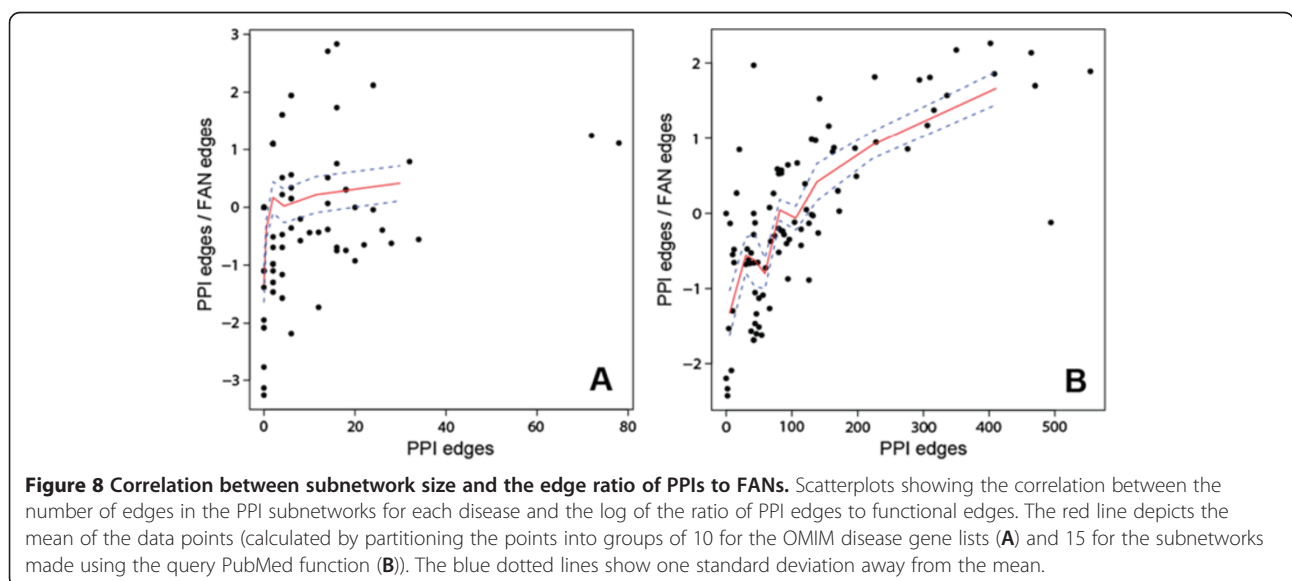 3
2
1
0
−1
−2
−3
PPI edges / FAN edges
0 20 40 60 80
PPI edges
A
2
1
0
−1
−2
PPI edges / FAN edges
0 100 200 300 400 500
PPI edges
B
Figure 8 Correlation between subnetwork size and the edge ratio of PPIs to FANs. Scatterplots showing the correlation between the
number of edges in the PPI subnetworks for each disease and the log of the ratio of PPI edges to functional edges. The red line depicts the
mean of the data points (calculated by partitioning the points into groups of 10 for the OMIM disease gene lists (A) and 15 for the subnetworks
made using the query PubMed function (B)). The blue dotted lines show one standard deviation away from the mean.